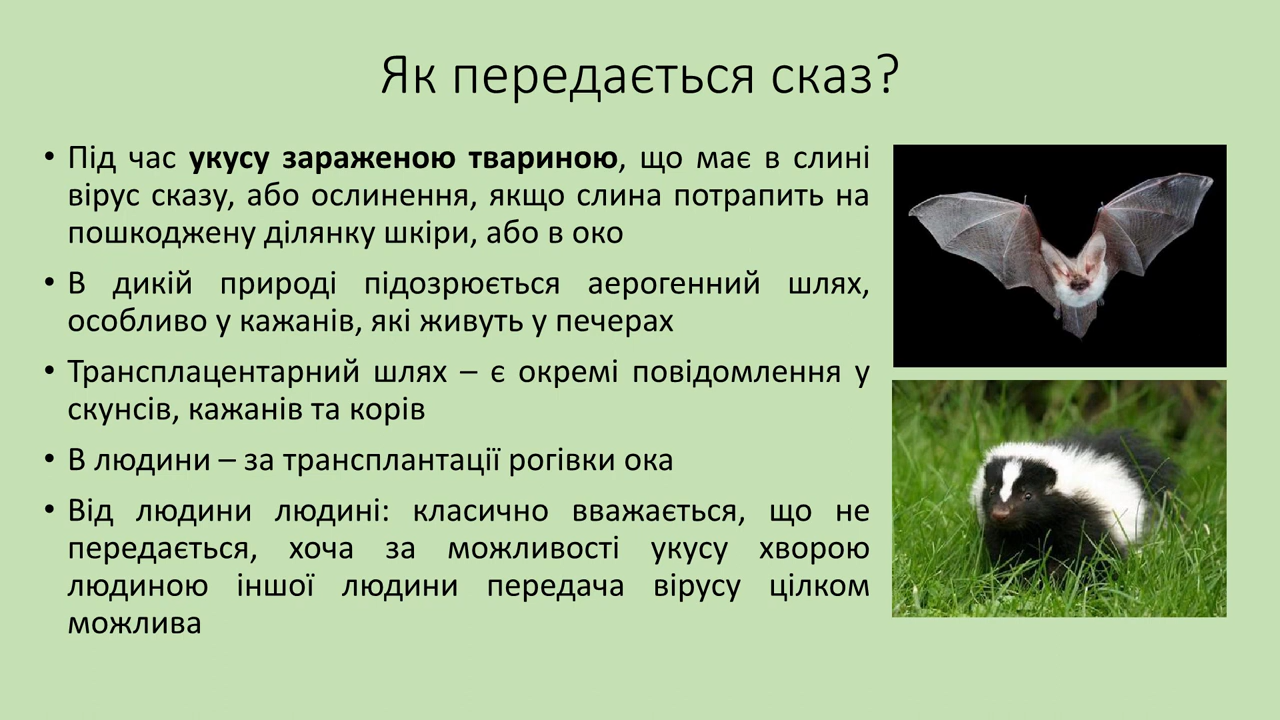 Як передається сказ?
• Під час укусу зараженою твариною, що має в слині
вірус сказу, або ослинення, якщо слина потрапить на
пошкоджену ділянку шкіри, або в око
• В дикій природі підозрюється аерогенний шлях,
особливо у кажанів, які живуть у печерах
• Трансплацентарний шлях – є окремі повідомлення у
скунсів, кажанів та корів
• В людини – за трансплантації рогівки ока
• Від людини людині: класично вважається, що не
передається, хоча за можливості укусу хворою
людиною іншої людини передача вірусу цілком
можлива